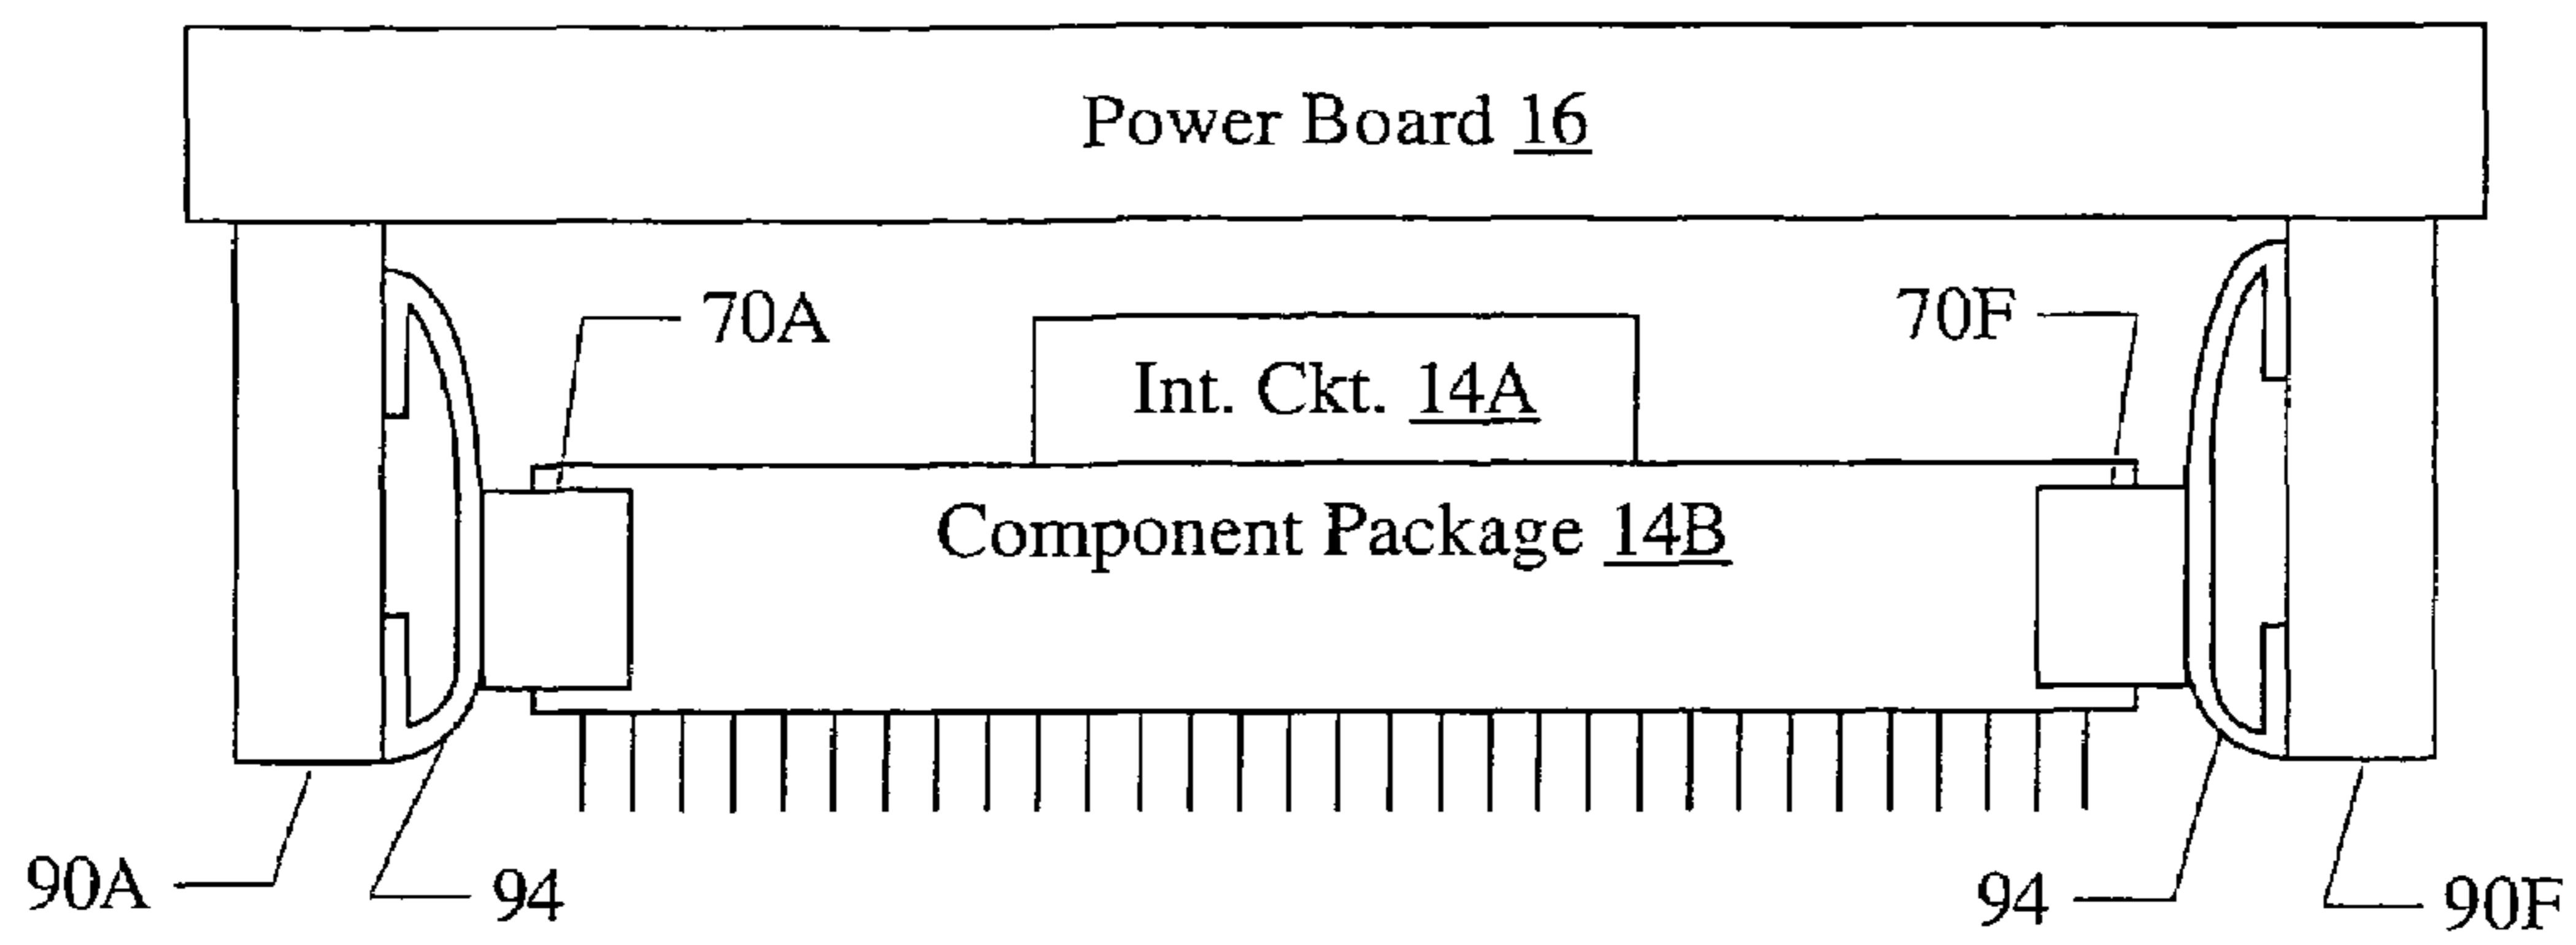 Power Board 16
70A
70F
Int. Ckt. 14A
Component Package 14B
90A
94
94
90F